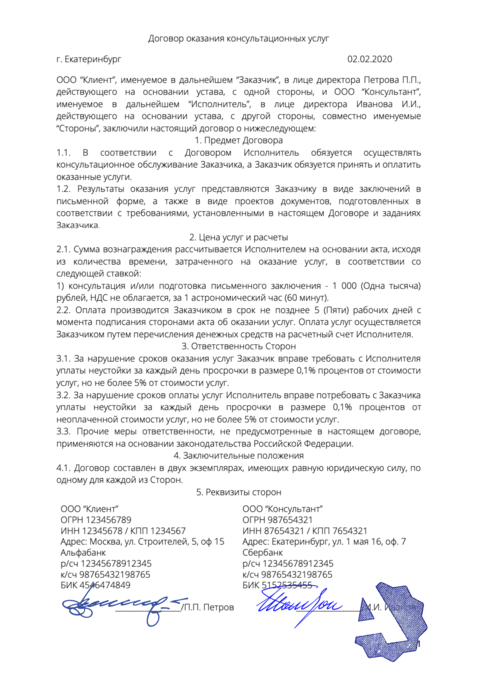 Договор оказания консультационных услуг
г. Екатеринбург 02.02.2020
ООО "Клиент", именуемое в дальнейшем "Заказчик", в лице директора Петрова П.П.,
действующего на основании устава, с одной стороны, и ООО "Консультант",
именуемое в дальнейшем "Исполнитель", в лице директора Иванова И.И.,
действующего на основании устава, с другой стороны, совместно именуемые
"Стороны", заключили настоящий договор о нижеследующем:
1. Предмет Договора
1.1. В соответствии с Договором Исполнитель обязуется осуществлять
консультационное обслуживание Заказчика, а Заказчик обязуется принять и оплатить
оказанные услуги.
1.2. Результаты оказания услуг представляются Заказчику в виде заключений в
письменной форме, а также в виде проектов документов, подготовленных в
соответствии с требованиями, установленными в настоящем Договоре и заданиях
Заказчика.
2. Цена услуг и расчеты
2.1. Сумма вознаграждения рассчитывается Исполнителем на основании акта, исходя
из количества времени, затраченного на оказание услуг, в соответствии со
следующей ставкой:
1) консультация и/или подготовка письменного заключения - 1 000 (Одна тысяча)
рублей, НДС не облагается, за 1 астрономический час (60 минут).
2.2. Оплата производится Заказчиком в срок не позднее 5 (Пяти) рабочих дней с
момента подписания сторонами акта об оказании услуг. Оплата услуг осуществляется
Заказчиком путем перечисления денежных средств на расчетный счет Исполнителя.
3. Ответственность Сторон
3.1. За нарушение сроков оказания услуг Заказчик вправе требовать с Исполнителя
уплаты неустойки за каждый день просрочки в размере 0,1% процентов от стоимости
услуг, но не более 5% от стоимости услуг.
3.2. За нарушение сроков оплаты услуг Исполнитель вправе потребовать с Заказчика
уплаты неустойки за каждый день просрочки в размере 0,1% процентов от
неоплаченной стоимости услуг, но не более 5% от стоимости услуг.
3.3. Прочие меры ответственности, не предусмотренные в настоящем договоре,
применяются на основании законодательства Российской Федерации.
4. Заключительные положения
4.1. Договор составлен в двух экземплярах, имеющих равную юридическую силу, по
одному для каждой из Сторон.
5. Реквизиты сторон
ООО "Клиент"
ОГРН 123456789
ИНН 12345678 / КПП 1234567
Адрес: Москва, ул. Строителей, 5, оф 15
Альфабанк
р/сч 12345678912345
к/сч 98765432198765
БИК 4546474849
/П.П. Петров
ООО "Консультант"
ОГРН 987654321
ИНН 87654321 / КПП 7654321
Адрес: Екатеринбург, ул. 1 мая 16, оф. 7
Сбербанк
р/сч 12345678912345
к/сч 98765432198765
БИК 5152535455